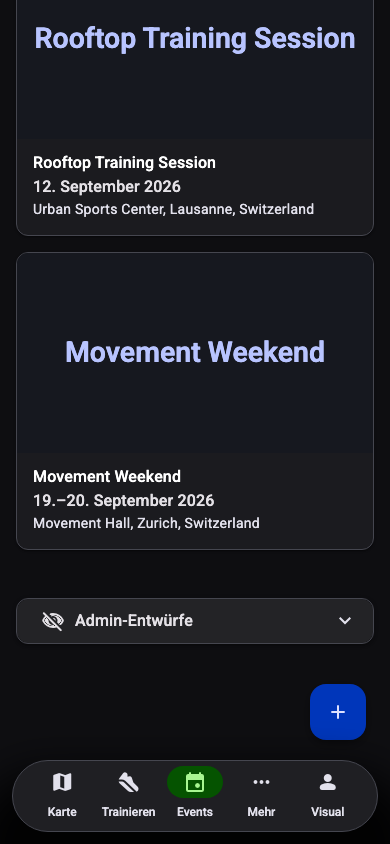 Rooftop Training Session
Rooftop Training Session
12. September 2026
Urban Sports Center, Lausanne, Switzerland
Movement Weekend
Movement Weekend
19.–20. September 2026
Movement Hall, Zurich, Switzerland
Admin-Entwürfe
Karte
Trainieren
Events
Mehr
Visual